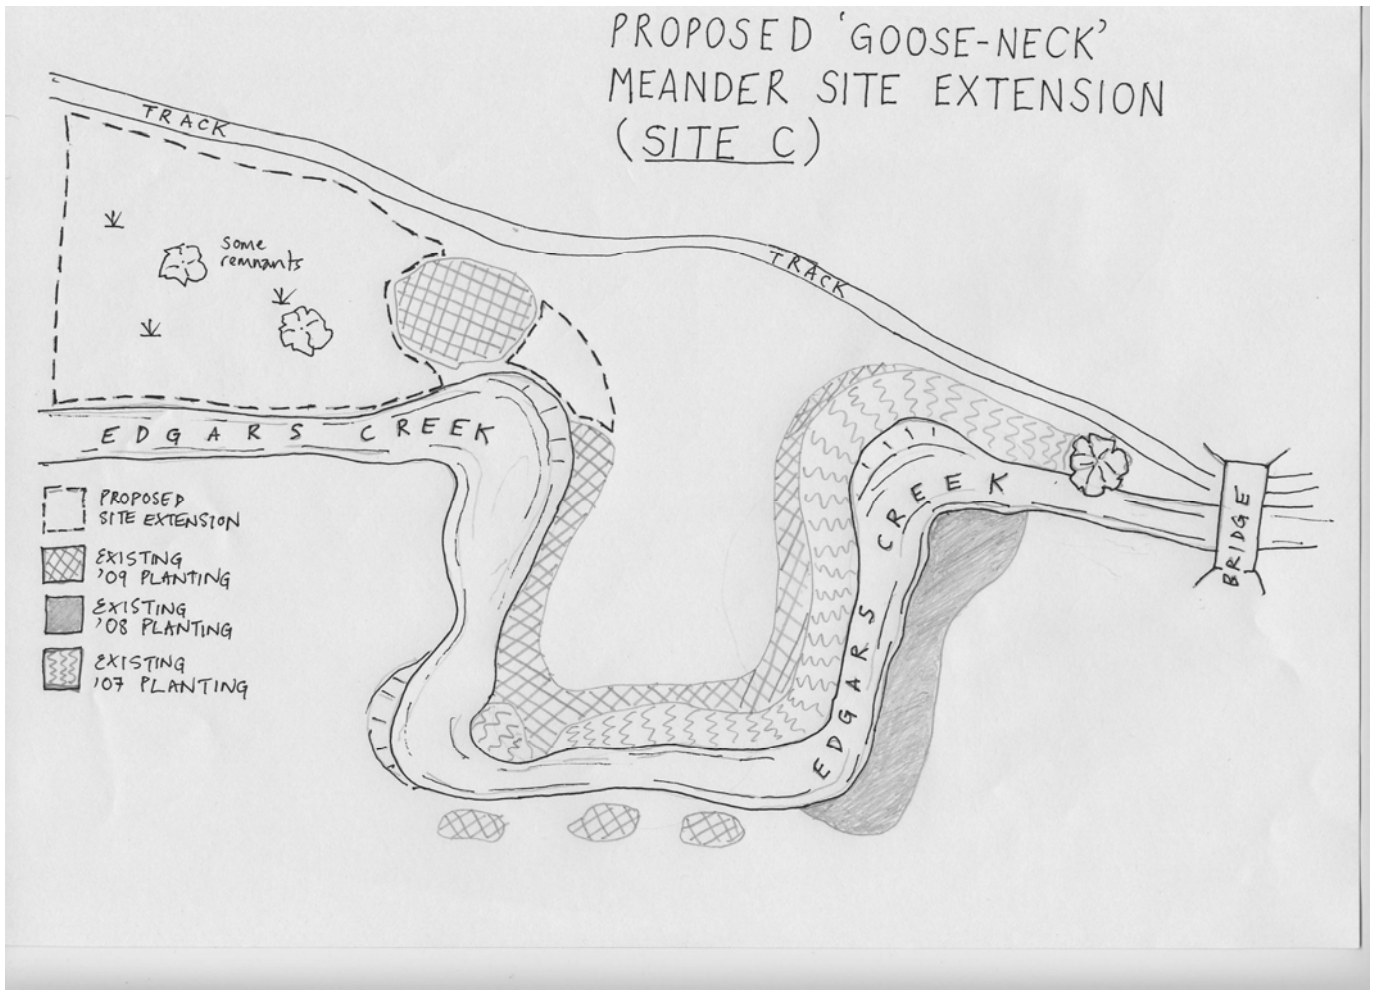 PROPOSED 'GOOSE-NECK'
MEANDER SITE EXTENSION
(SITE C)
TRACK
some
remnants
TRACK
EDGARS CREEK
EDGARS CREEK
BRIDGE
PROPOSED
SITE EXTENSION
EXISTING
'09 PLANTING
EXISTING
'08 PLANTING
EXISTING
'07 PLANTING